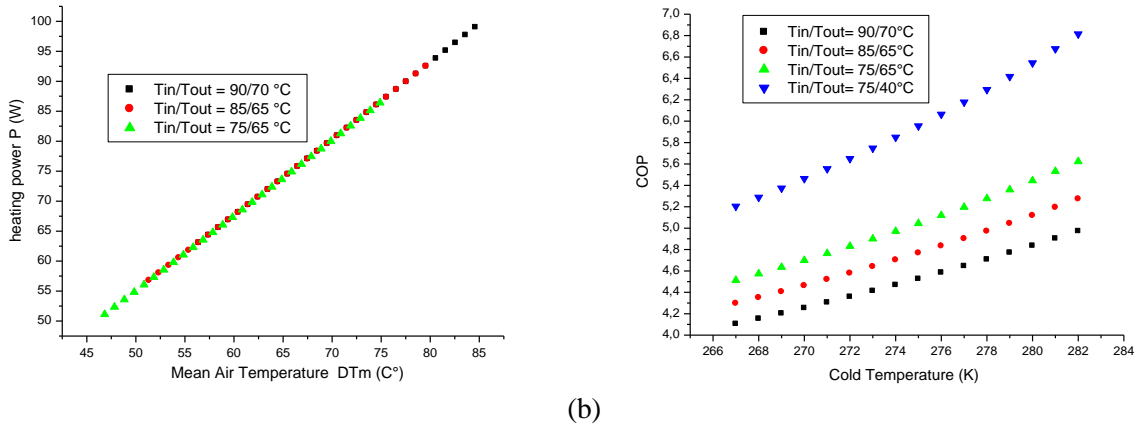 100
95
90
85
80
75
70
65
60
55
50
heating power P (W)
Tin/Tout = 90/70 °C
Tin/Tout = 85/65 °C
Tin/Tout = 75/65 °C
45 50 55 60 65 70 75 80 85
Mean Air Temperature DTm (C°)
7,0
6,8
6,6
6,4
6,2
6,0
5,8
5,6
5,4
5,2
5,0
4,8
4,6
4,4
4,2
4,0
COP
Tin/Tout= 90/70°C
Tin/Tout= 85/65°C
Tin/Tout= 75/65°C
Tin/Tout= 75/40°C
266 268 270 272 274 276 278 280 282 284
Cold Temperature (K)
(b)